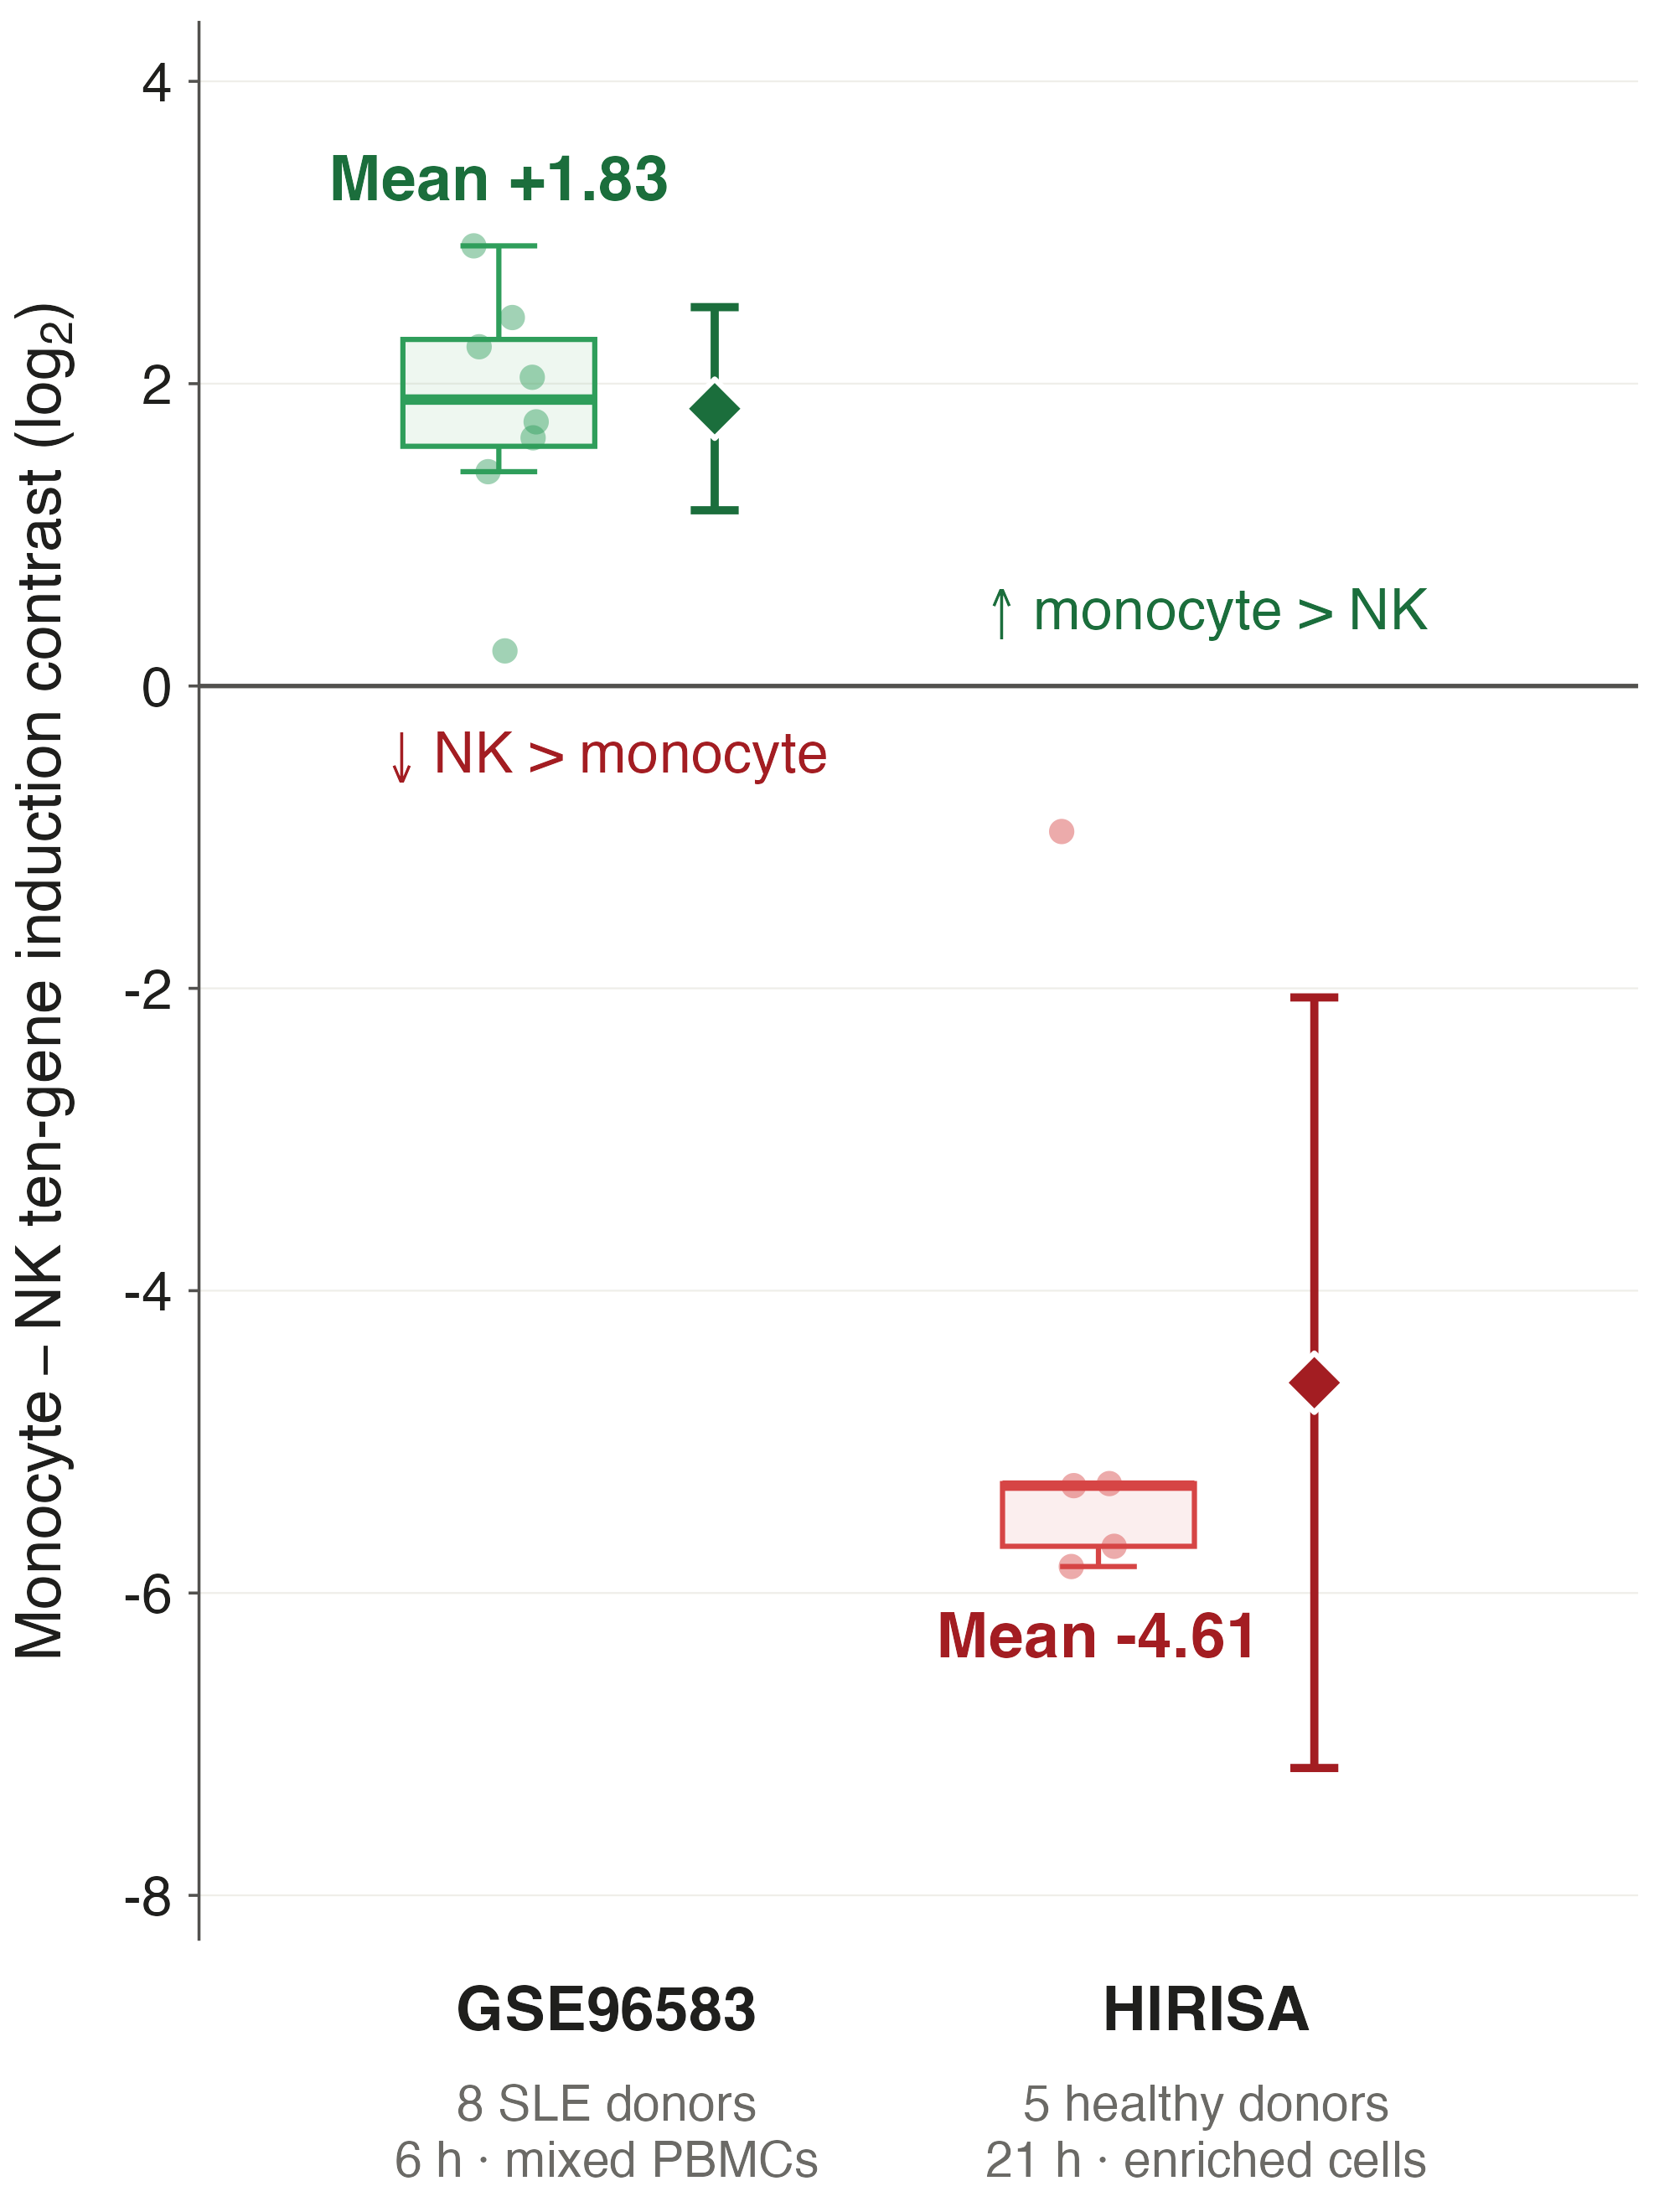 Monocyte – NK ten-gene induction contrast (log₂)
4
2
0
-2
-4
-6
-8
Mean +1.83
↑ monocyte > NK
↓ NK > monocyte
Mean -4.61
GSE96583
8 SLE donors
6 h · mixed PBMCs
HIRISA
5 healthy donors
21 h · enriched cells